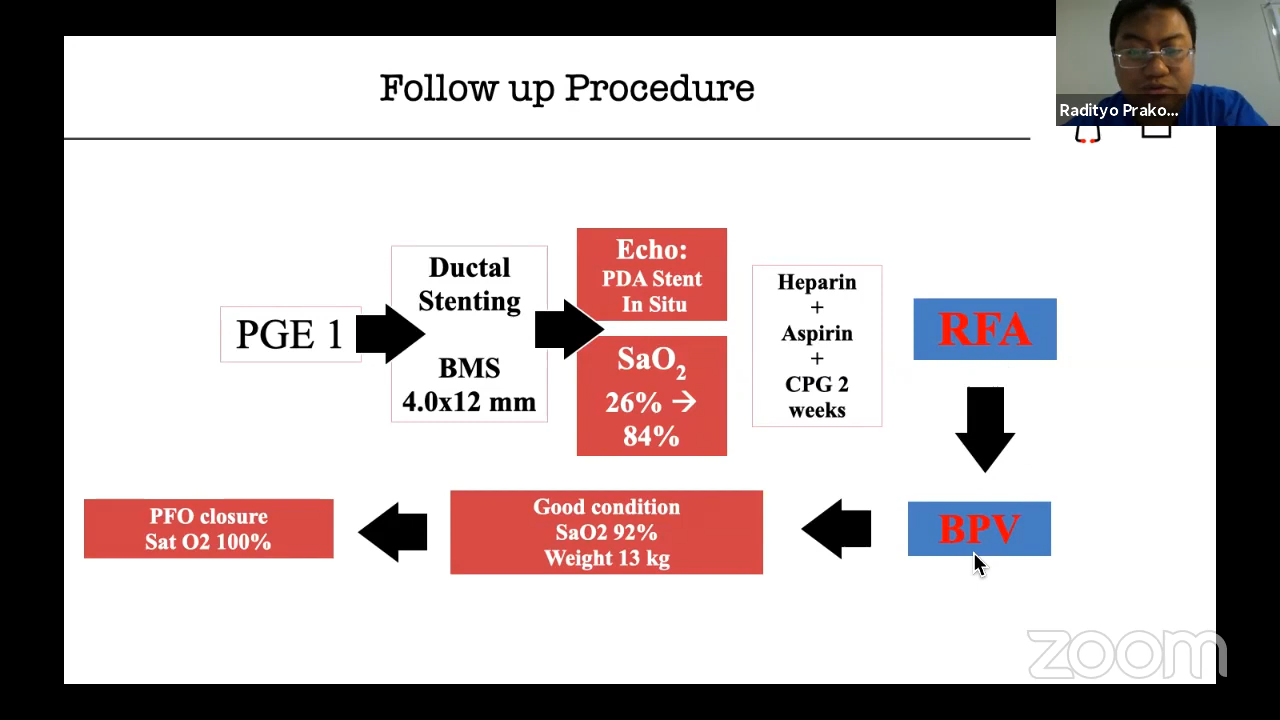 Follow up Procedure
Radityo Prako...
PGE 1
Ductal
Stenting
BMS
4.0x12 mm
Echo:
PDA Stent
In Situ
SaO2
26% →
84%
Heparin
+
Aspirin
+
CPG 2
weeks
RFA
BPV
Good condition
SaO2 92%
Weight 13 kg
PFO closure
Sat O2 100%
zoom